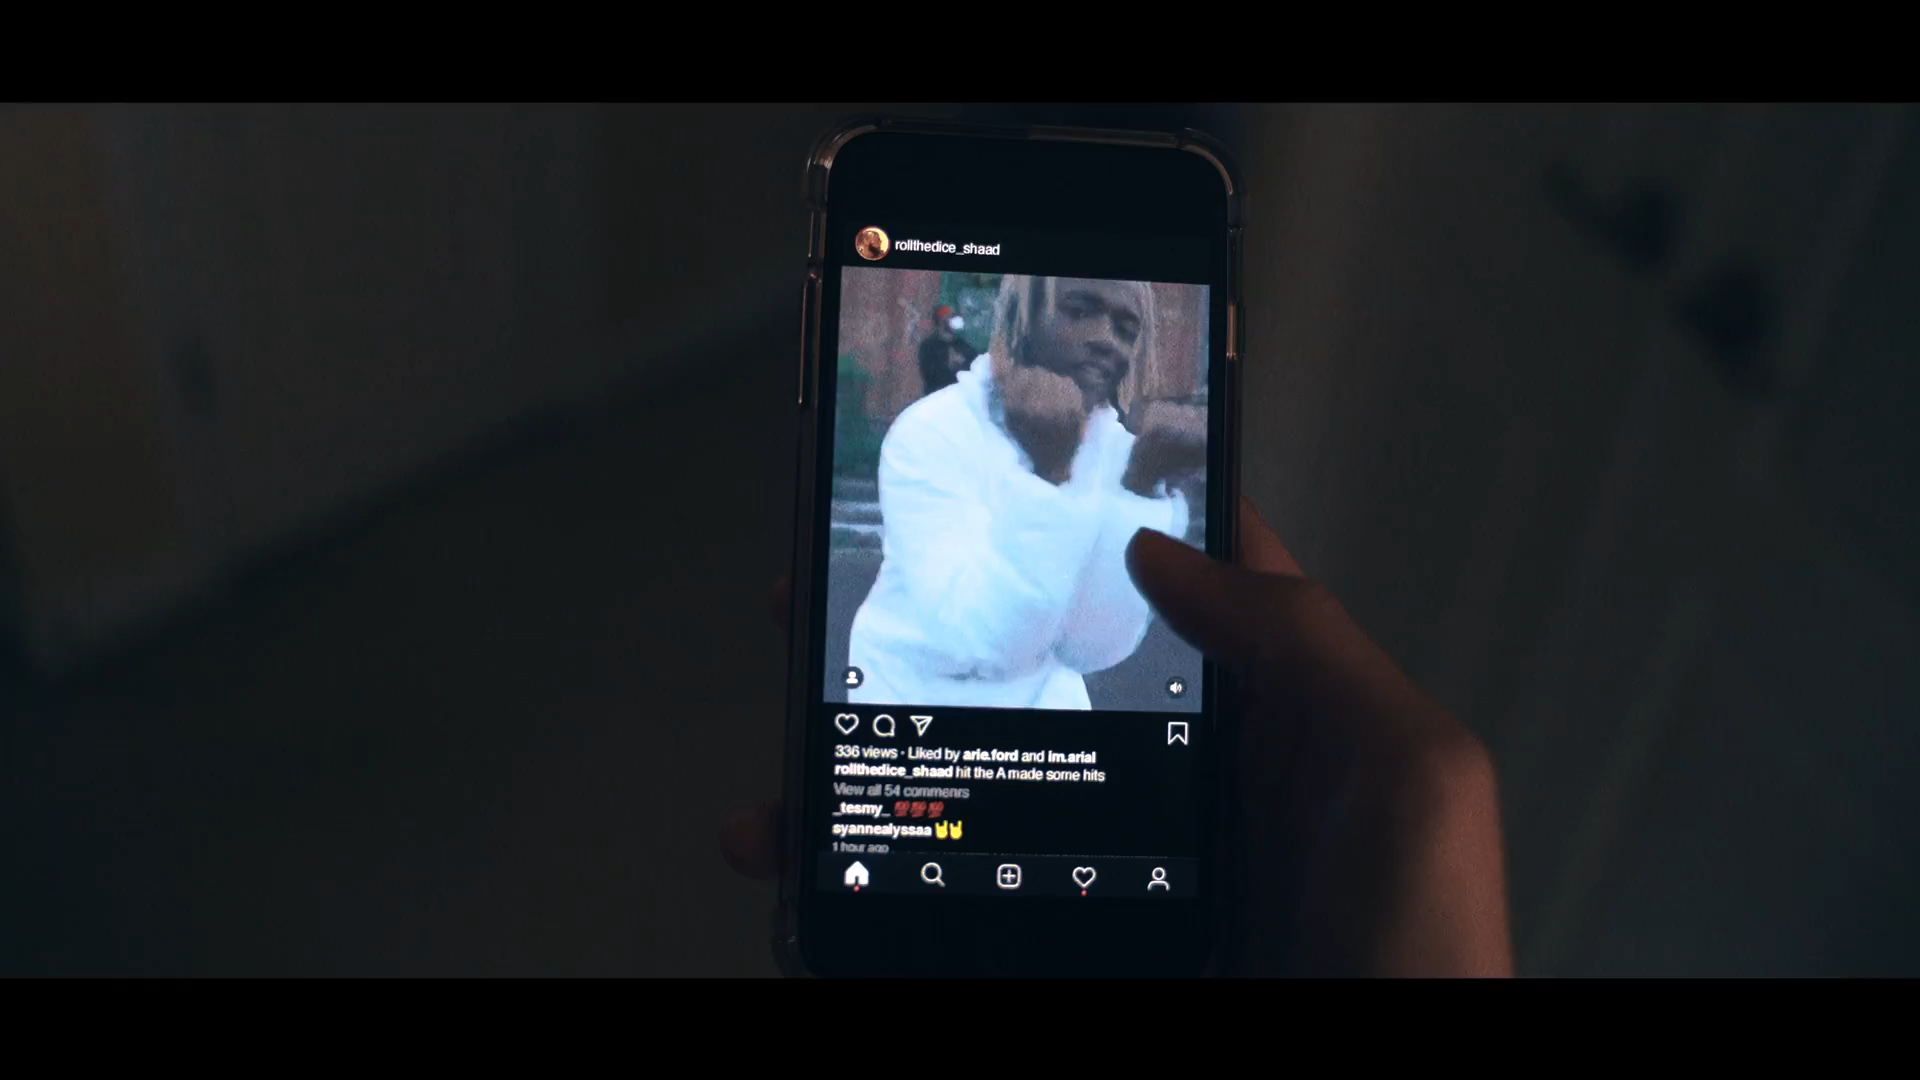 rollthedice_shaad
336 views · Liked by arie.ford and im.arial
rollthedice_shaad hit the A made some hits
View all 54 commenrs
_tesmy_ 💯💯💯
syannealyssaa 🤘🤘
1 hour ago